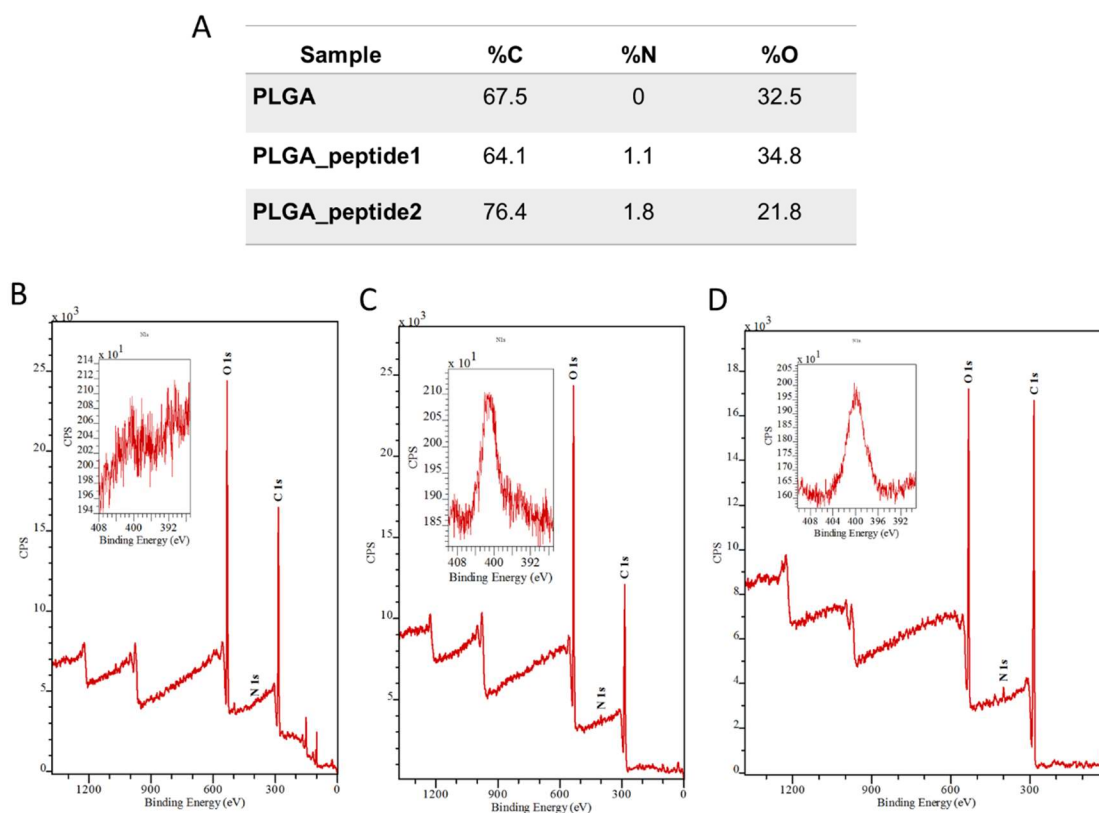 A
Sample %C %N %O
PLGA 67.5 0 32.5
PLGA_peptide1 64.1 1.1 34.8
PLGA_peptide2 76.4 1.8 21.8
B
x 10³
25
20
15
10
5
0
CPS
1200 900 600 300 0
Binding Energy (eV)
O 1s
N 1s
C 1s
x 10¹
214
212
210
208
206
204
202
200
198
196
194
CPS
408 400 392
Binding Energy (eV)
C
x 10³
25
20
15
10
5
0
CPS
1200 900 600 300 0
Binding Energy (eV)
O 1s
N 1s
C 1s
x 10¹
210
205
200
195
190
185
CPS
408 400 392
Binding Energy (eV)
D
x 10³
18
16
14
12
10
8
6
4
2
0
CPS
1200 900 600 300
Binding Energy (eV)
O 1s
N 1s
C 1s
x 10¹
205
200
195
190
185
180
175
170
165
160
CPS
408 404 400 396 392
Binding Energy (eV)